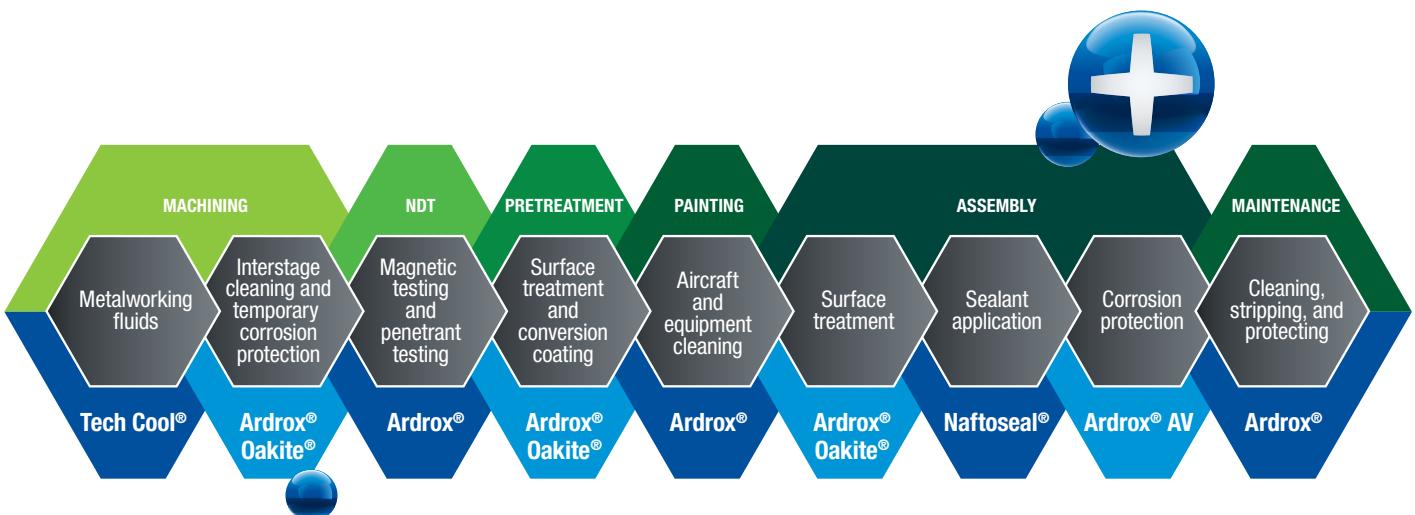 MACHINING
NDT
PRETREATMENT
PAINTING
ASSEMBLY
MAINTENANCE
Metalworking
fluids
Interstage
cleaning and
temporary
corrosion
protection
Magnetic
testing
and
penetrant
testing
Surface
treatment
and
conversion
coating
Aircraft
and
equipment
cleaning
Surface
treatment
Sealant
application
Corrosion
protection
Cleaning,
stripping, and
protecting
Tech Cool®
Ardrox®
Oakite®
Ardrox®
Ardrox®
Oakite®
Ardrox®
Ardrox®
Oakite®
Naftoseal®
Ardrox® AV
Ardrox®